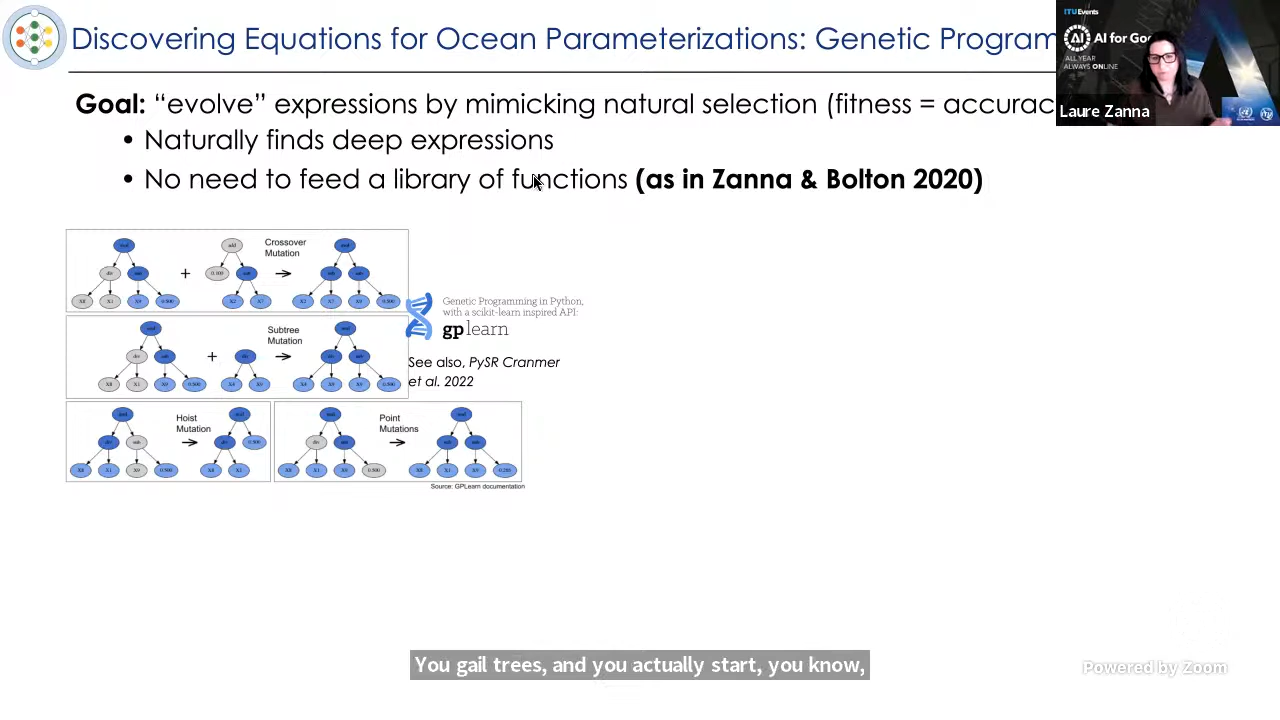 Discovering Equations for Ocean Parameterizations: Genetic Program
ITU Events
AI for Goo
ALL YEAR
ALWAYS ONLINE
Laure Zanna
Goal: “evolve” expressions by mimicking natural selection (fitness = accurac
• Naturally finds deep expressions
• No need to feed a library of functions (as in Zanna & Bolton 2020)
Crossover
Mutation
Subtree
Mutation
Hoist
Mutation
Point
Mutations
Genetic Programming in Python,
with a scikit-learn inspired API:
gplearn
See also, PySR Cranmer
et al. 2022
Source: GPLearn documentation
You gail trees, and you actually start, you know,
Powered by Zoom